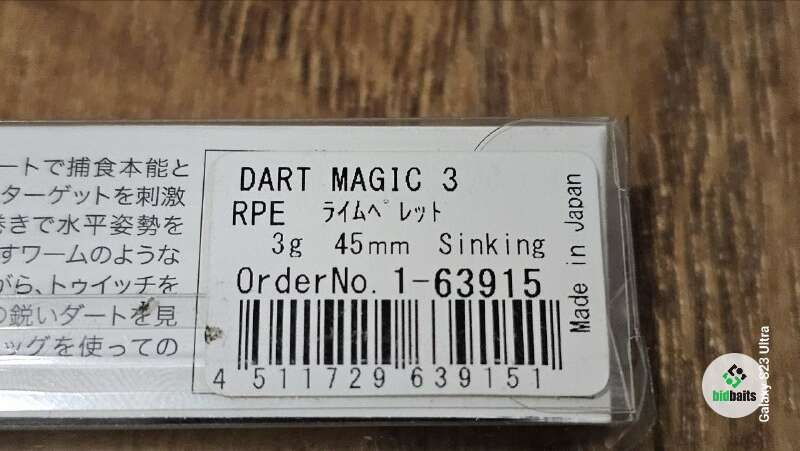 ートで捕食本能と
ターゲットを刺激
巻きで水平姿勢を
すワームのような
がら、トゥイッチを
の鋭いダートを見
ッグを使っての
DART MAGIC 3
RPE ライムペレット
3g 45mm Sinking
OrderNo. 1-63915
4 511729 639151
Made in Japan
bidbaits
Galaxy S23 Ultra